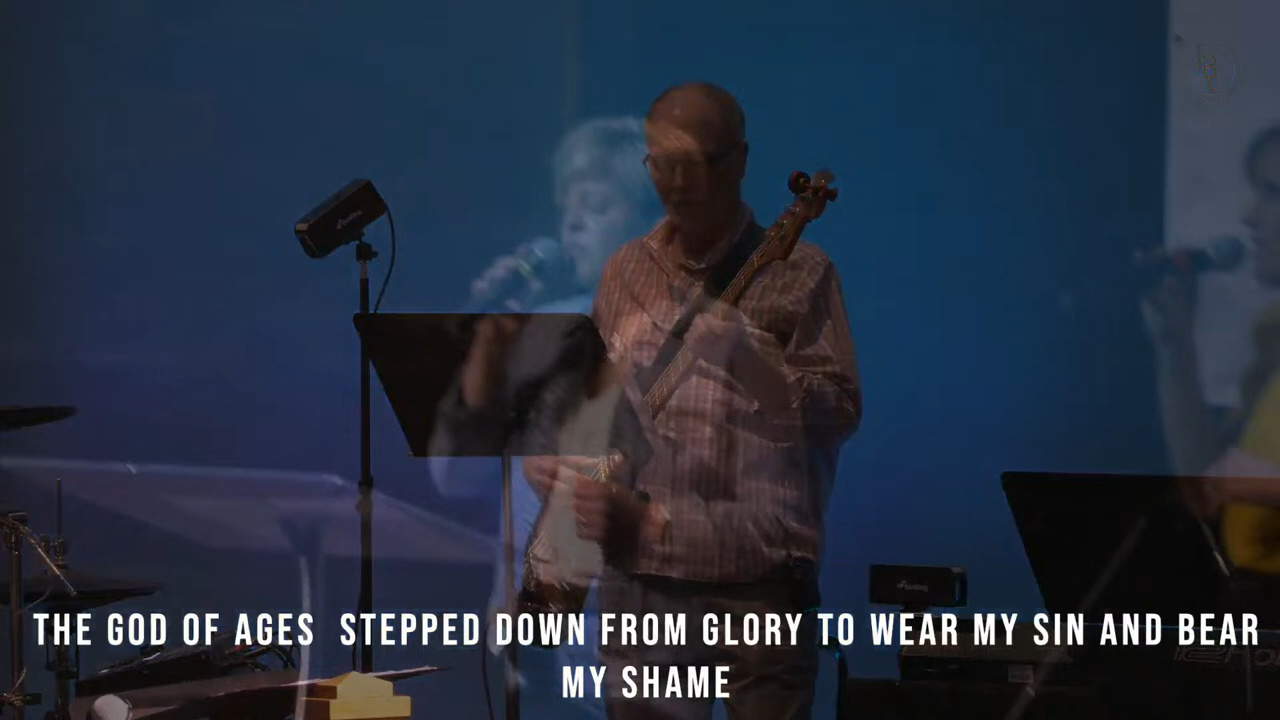 THE GOD OF AGES STEPPED DOWN FROM GLORY TO WEAR MY SIN AND BEAR
MY SHAME